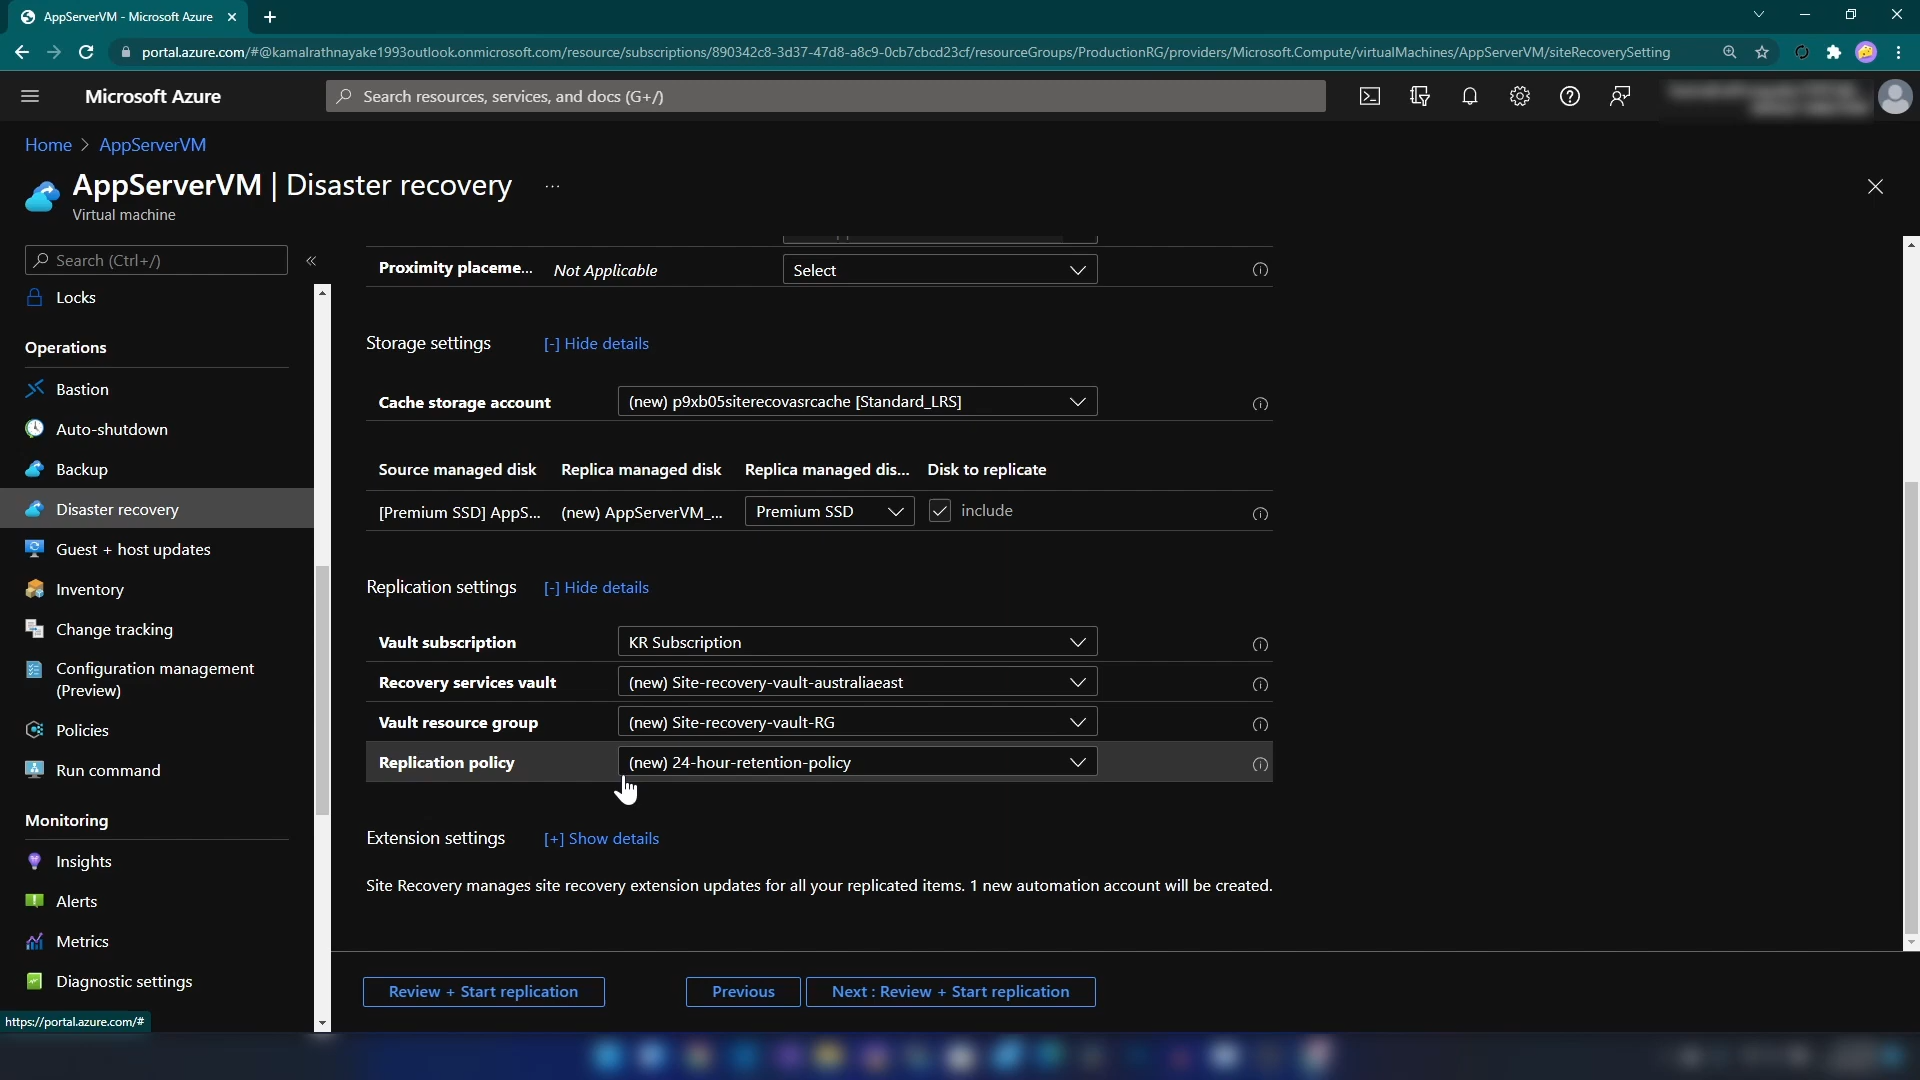 AppServerVM - Microsoft Azure
portal.azure.com/#@kamalrathnayake1993outlook.onmicrosoft.com/resource/subscriptions/890342c8-3d37-47d8-a8c9-0cb7cbcd23cf/resourceGroups/ProductionRG/providers/Microsoft.Compute/virtualMachines/AppServerVM/siteRecoverySetting
Microsoft Azure
Search resources, services, and docs (G+/)
Home > AppServerVM
AppServerVM | Disaster recovery ...
Virtual machine
Search (Ctrl+/)
«
Locks
Operations
Bastion
Auto-shutdown
Backup
Disaster recovery
Guest + host updates
Inventory
Change tracking
Configuration management
(Preview)
Policies
Run command
Monitoring
Insights
Alerts
Metrics
Diagnostic settings
https://portal.azure.com/#
Proximity placeme... Not Applicable Select
Storage settings [-] Hide details
Cache storage account (new) p9xb05siterecovasrcache [Standard_LRS]
Source managed disk Replica managed disk Replica managed dis... Disk to replicate
[Premium SSD] AppS... (new) AppServerVM_... Premium SSD include
Replication settings [-] Hide details
Vault subscription KR Subscription
Recovery services vault (new) Site-recovery-vault-australiaeast
Vault resource group (new) Site-recovery-vault-RG
Replication policy (new) 24-hour-retention-policy
Extension settings [+] Show details
Site Recovery manages site recovery extension updates for all your replicated items. 1 new automation account will be created.
Review + Start replication Previous Next : Review + Start replication